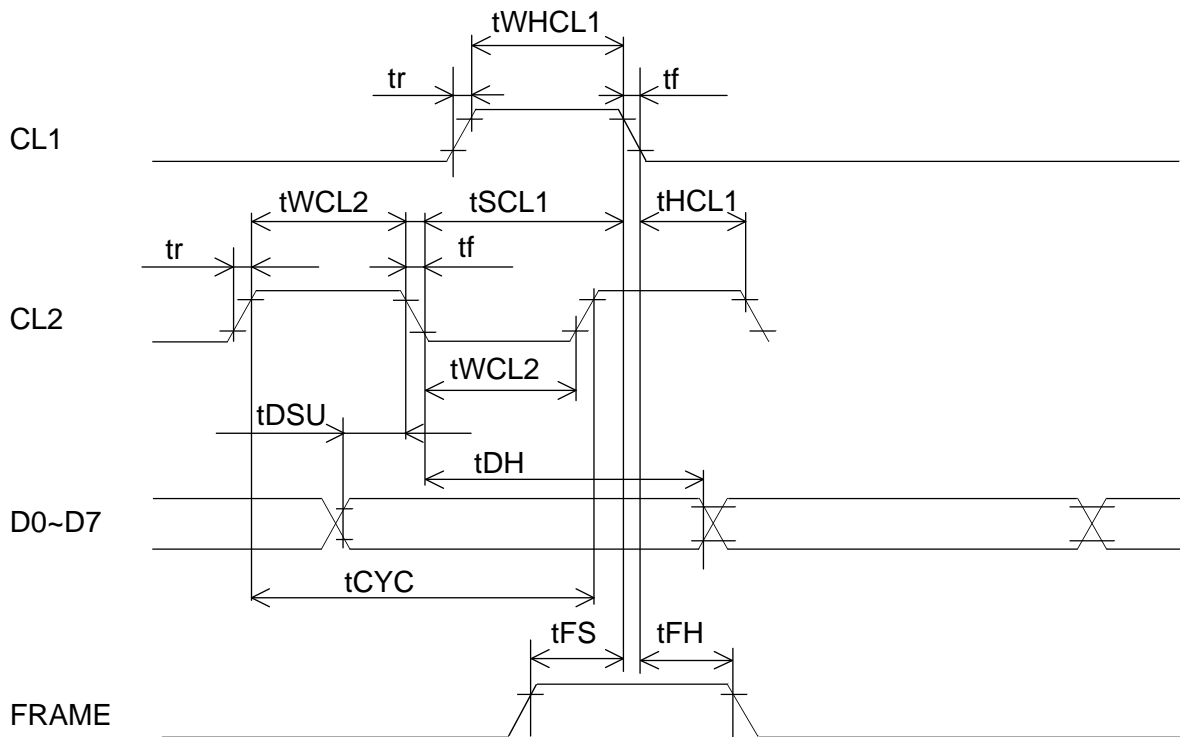 tWHCL1
tr
tf
CL1
tWCL2
tSCL1
tHCL1
tr
tf
CL2
tWCL2
tDSU
tDH
D0~D7
tCYC
tFS
tFH
FRAME